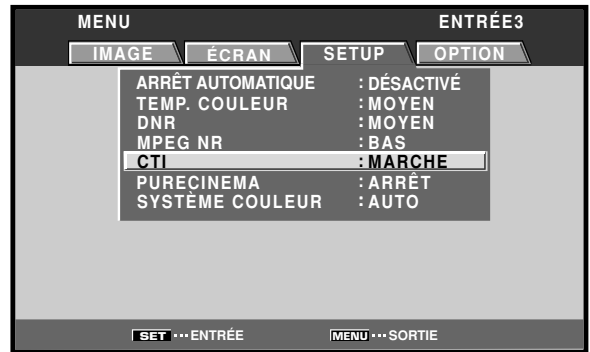 MENU ENTRÉE3
IMAGE ÉCRAN SETUP OPTION
ARRÊT AUTOMATIQUE : DÉSACTIVÉ
TEMP. COULEUR : MOYEN
DNR : MOYEN
MPEG NR : BAS
CTI : MARCHE
PURECINEMA : ARRÊT
SYSTÈME COULEUR : AUTO
SET ··· ENTRÉE MENU ··· SORTIE